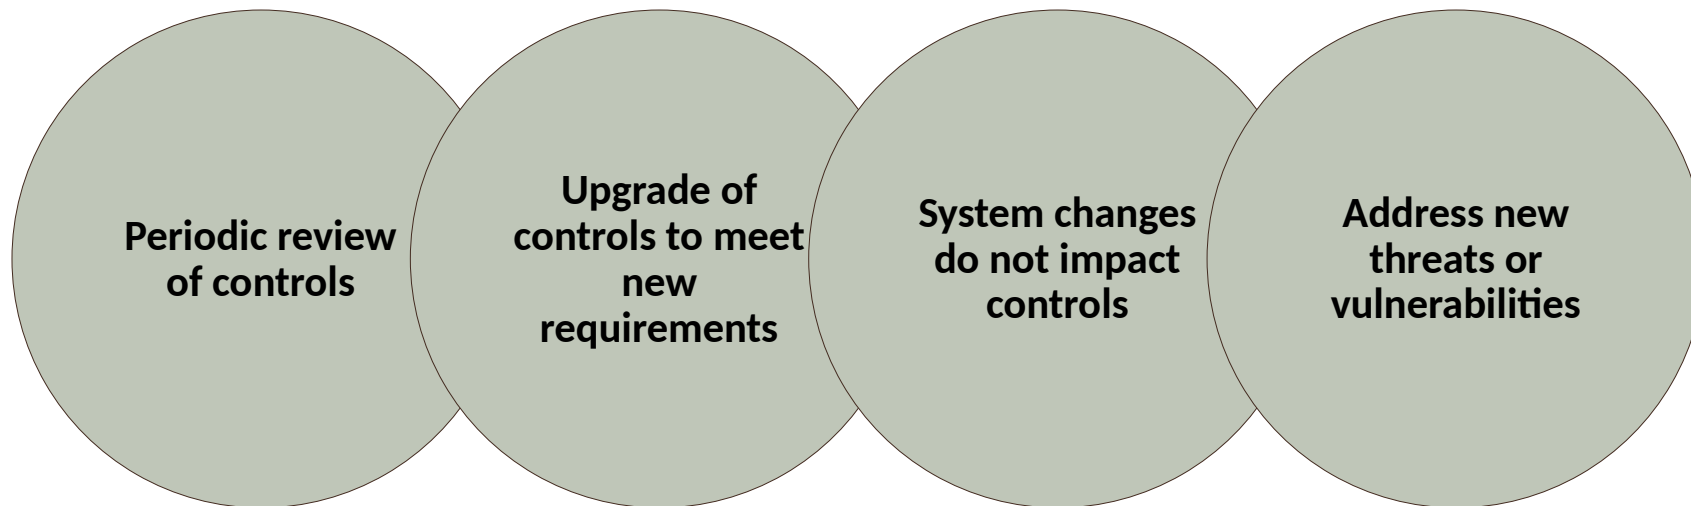 Periodic review
of controls
Upgrade of
controls to meet
new
requirements
System changes
do not impact
controls
Address new
threats or
vulnerabilities